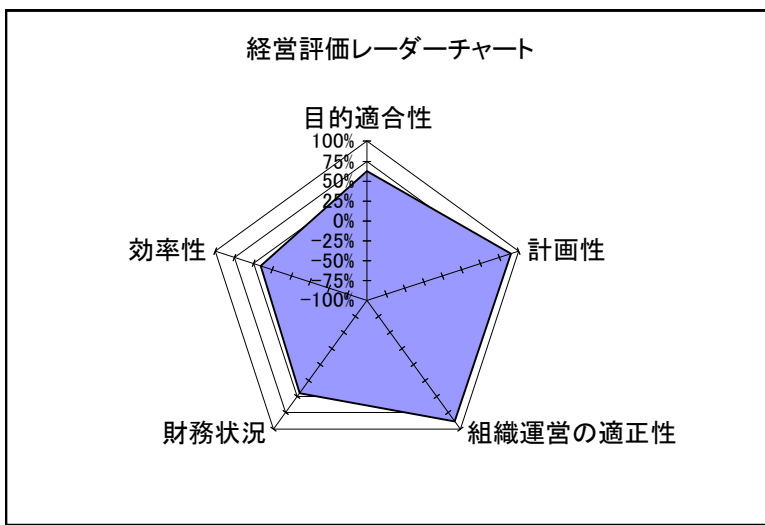 経営評価レーダーチャート
目的適合性
100%
75%
50%
25%
0%
-25%
-50%
-75%
-100%
効率性
計画性
財務状況
組織運営の適正性